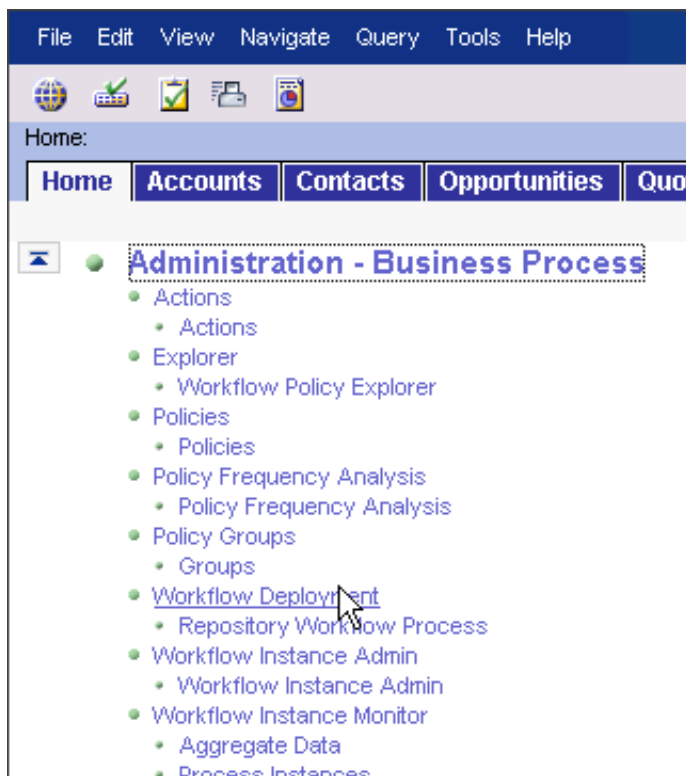 File Edit View Navigate Query Tools Help
Home:
Home Accounts Contacts Opportunities Quo
Administration - Business Process
Actions
Actions
Explorer
Workflow Policy Explorer
Policies
Policies
Policy Frequency Analysis
Policy Frequency Analysis
Policy Groups
Groups
Workflow Deployment
Repository Workflow Process
Workflow Instance Admin
Workflow Instance Admin
Workflow Instance Monitor
Aggregate Data
Process Instances